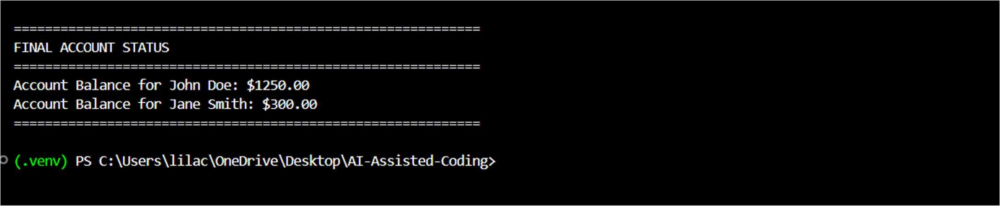 ============================================================
FINAL ACCOUNT STATUS
============================================================
Account Balance for John Doe: $1250.00
Account Balance for Jane Smith: $300.00
============================================================
(.venv) PS C:\Users\lilac\OneDrive\Desktop\AI-Assisted-Coding>